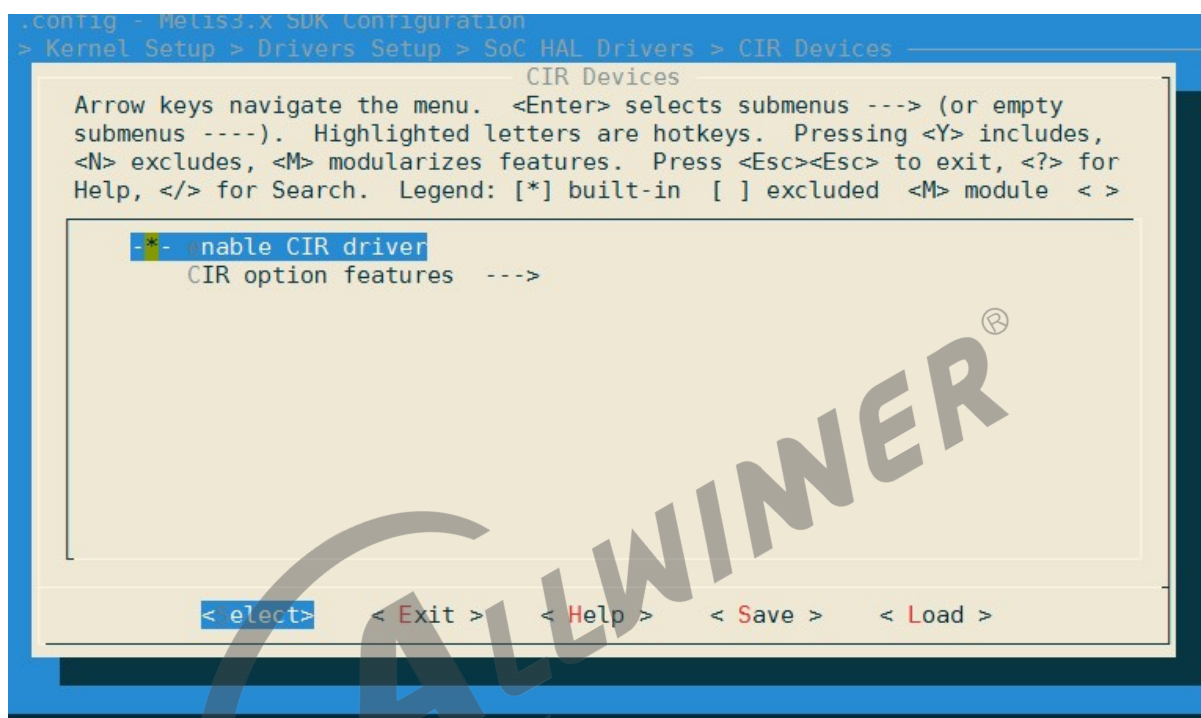 .config - Melis3.x SDK Configuration
> Kernel Setup > Drivers Setup > SoC HAL Drivers > CIR Devices
CIR Devices
Arrow keys navigate the menu. <Enter> selects submenus ---> (or empty
submenus ----). Highlighted letters are hotkeys. Pressing <Y> includes,
<N> excludes, <M> modularizes features. Press <Esc><Esc> to exit, <?> for
Help, </> for Search. Legend: [*] built-in [ ] excluded <M> module < >
-*- enable CIR driver
CIR option features --->
<Select> < Exit > < Help > < Save > < Load >
ALLWINNER®